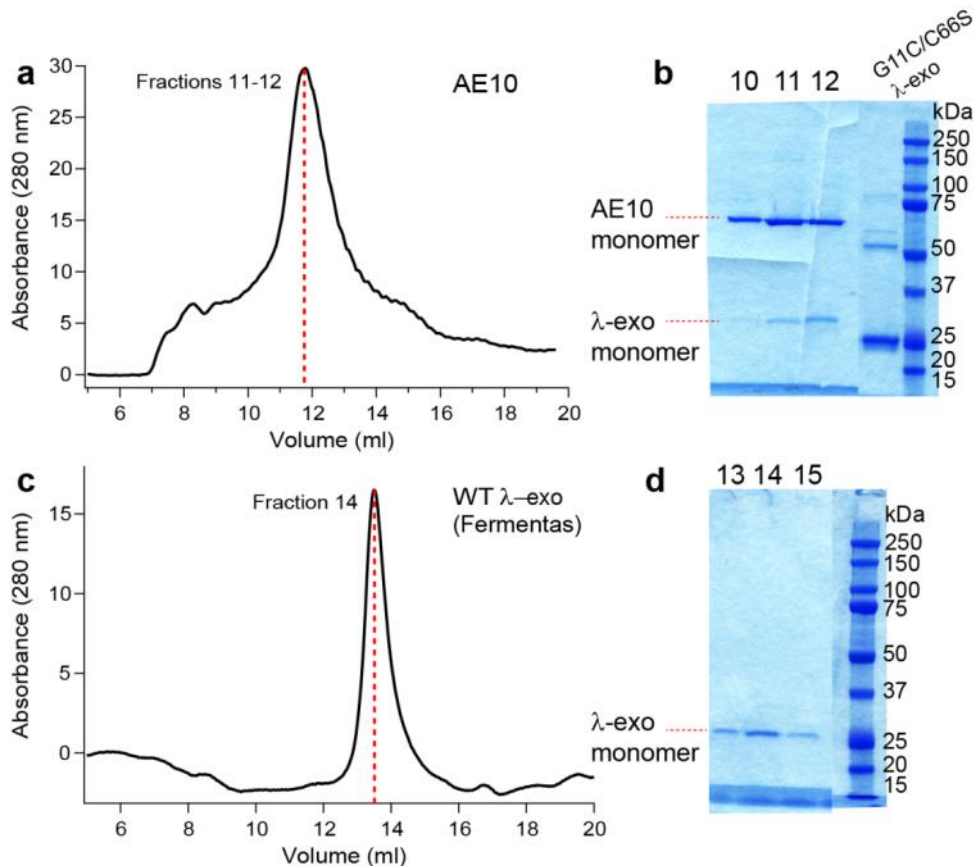 a
Fractions 11-12
AE10
Absorbance (280 nm)
30
25
20
15
10
5
0
6 8 10 12 14 16 18 20
Volume (ml)
b
10 11 12
G11C/C66S
λ-exo
kDa
250
150
100
75
50
37
25
20
15
AE10
monomer
λ-exo
monomer
c
Fraction 14
WT λ–exo
(Fermentas)
Absorbance (280 nm)
15
10
5
0
6 8 10 12 14 16 18 20
Volume (ml)
d
13 14 15
kDa
250
150
100
75
50
37
25
20
15
λ-exo
monomer